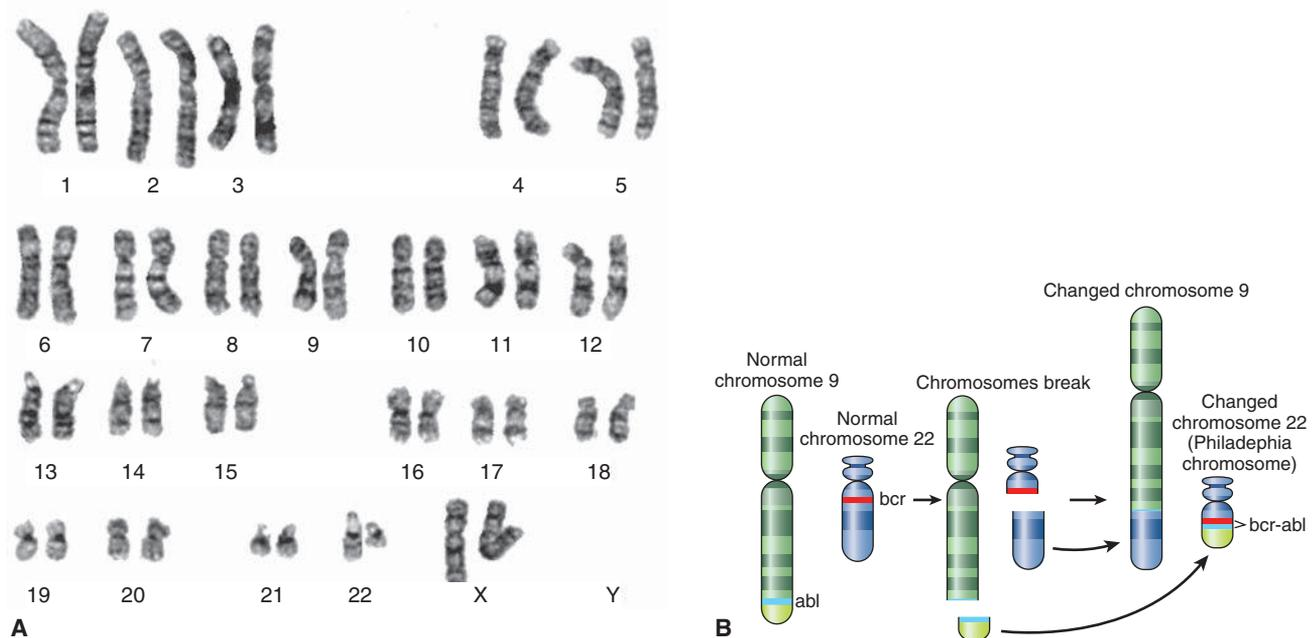 1 2 3 4 5
6 7 8 9 10 11 12
13 14 15 16 17 18
19 20 21 22 X Y
A
Normal
chromosome 9
Normal
chromosome 22
bcr
abl
Chromosomes break
Changed chromosome 9
Changed
chromosome 22
(Philadephia
chromosome)
>bcr-abl
B